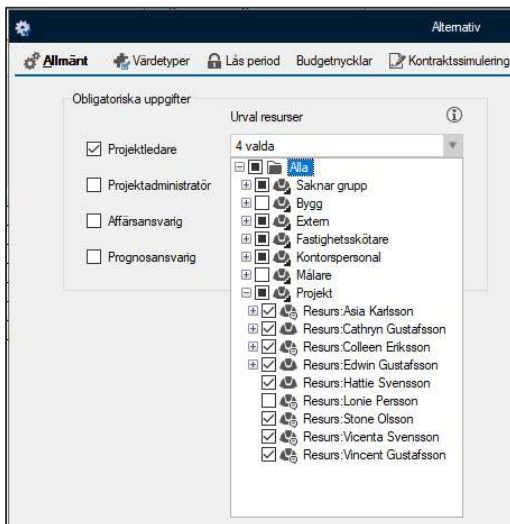 Alternativ
Allmänt Värdetyper Lås period Budgetnycklar Kontraktssimulering
Obligatoriska uppgifter
Urval resurser
4 valda
Projektledare
Projektadministratör
Affärsansvarig
Prognosansvarig
Alla
Saknar grupp
Bygg
Extern
Fastighetsskötare
Kontorspersonal
Målare
Projekt
Resurs:Asia Karlsson
Resurs:Cathryn Gustafsson
Resurs:Colleen Eriksson
Resurs:Edwin Gustafsson
Resurs:Hattie Svensson
Resurs:Lonie Persson
Resurs:Stone Olsson
Resurs:Vicenta Svensson
Resurs:Vincent Gustafsson